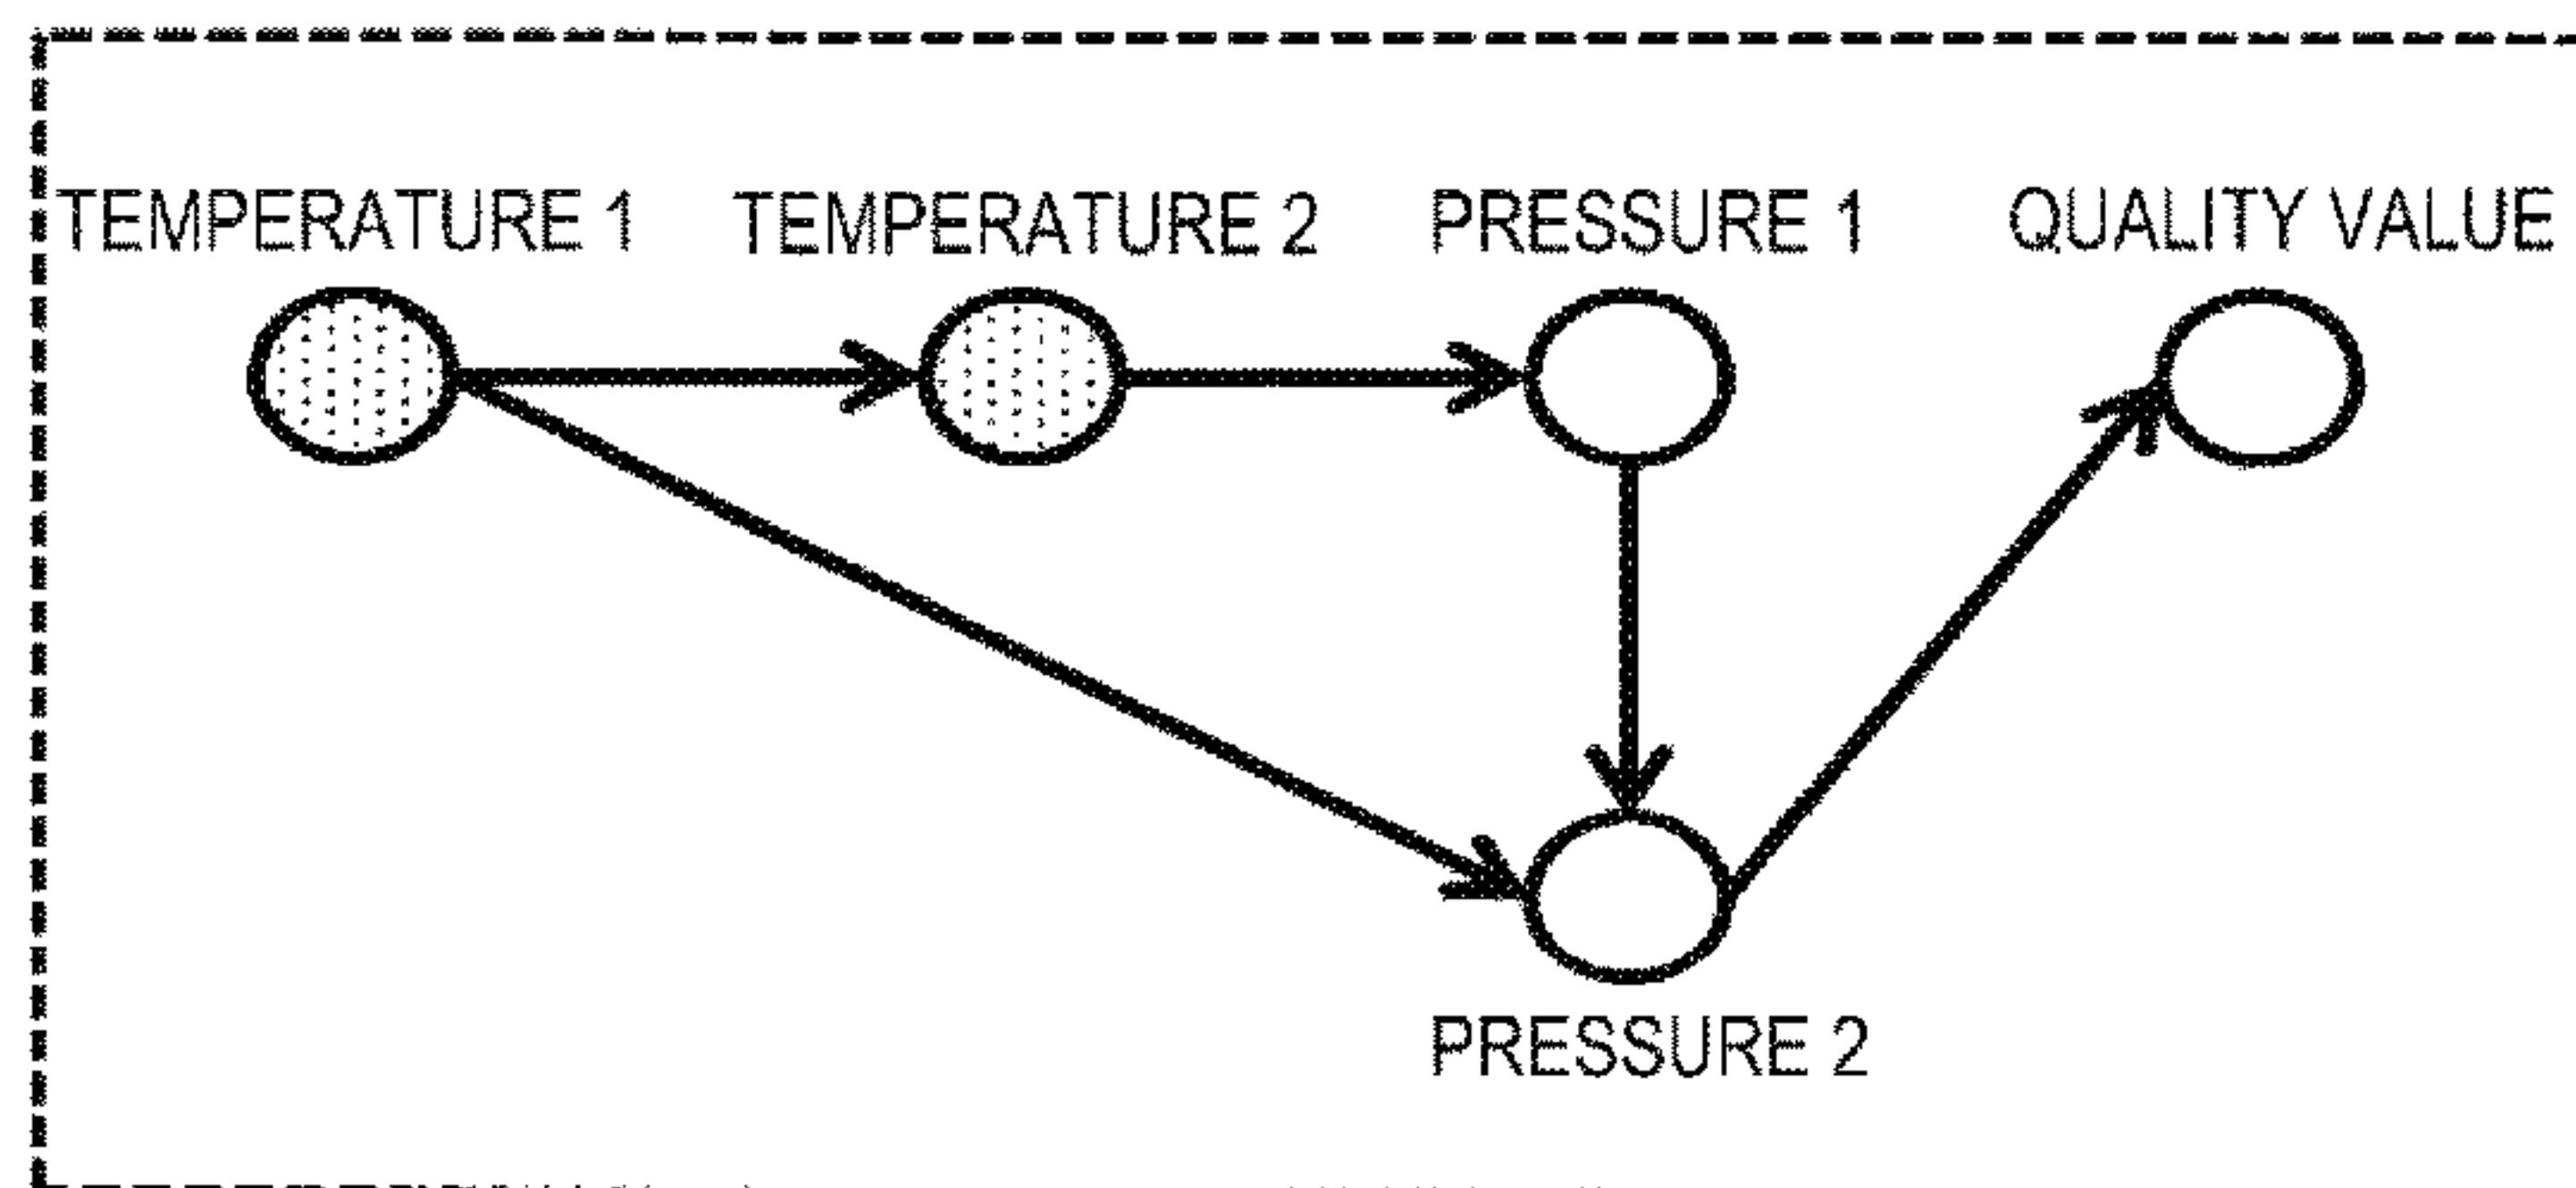 TEMPERATURE 1
TEMPERATURE 2
PRESSURE 1
QUALITY VALUE
PRESSURE 2